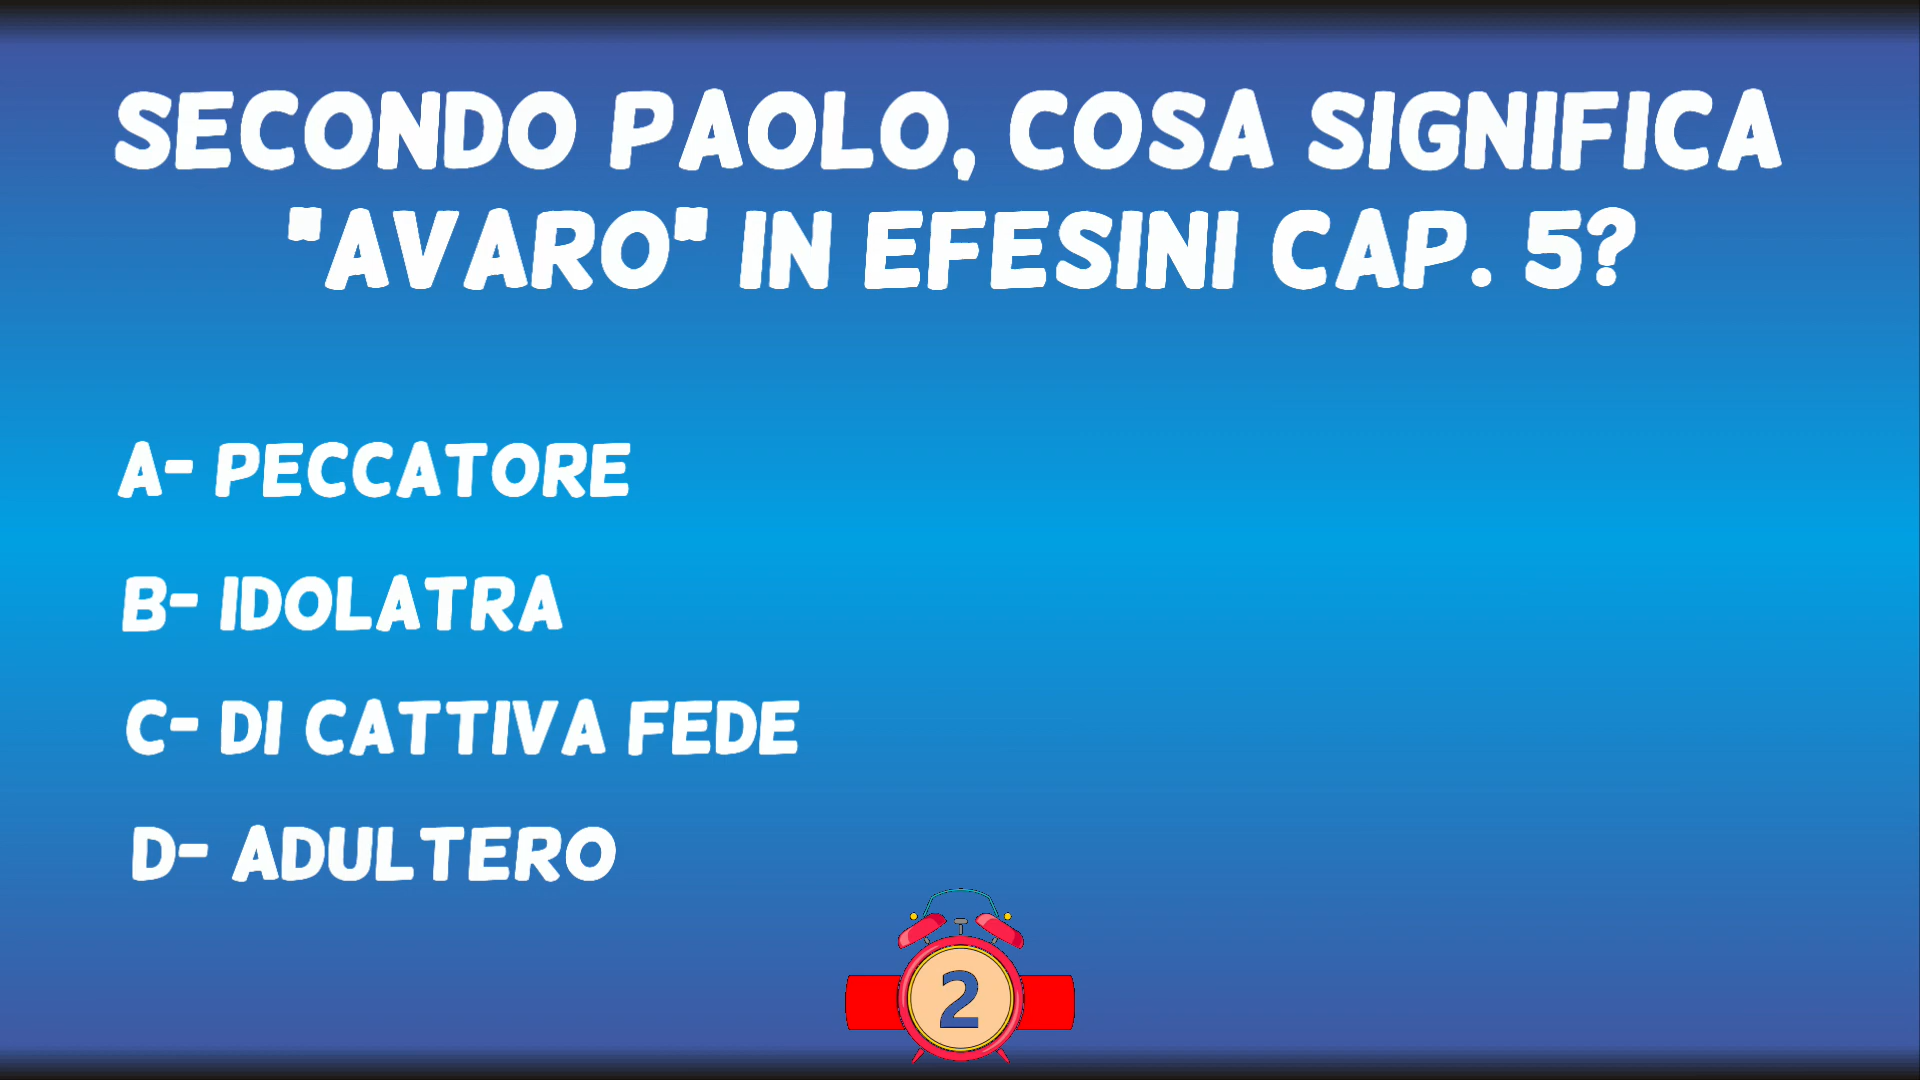 SECONDO PAOLO, COSA SIGNIFICA
"AVARO" IN EFESINI CAP. 5?
A- PECCATORE
B- IDOLATRA
C- DI CATTIVA FEDE
D- ADULTERO
2